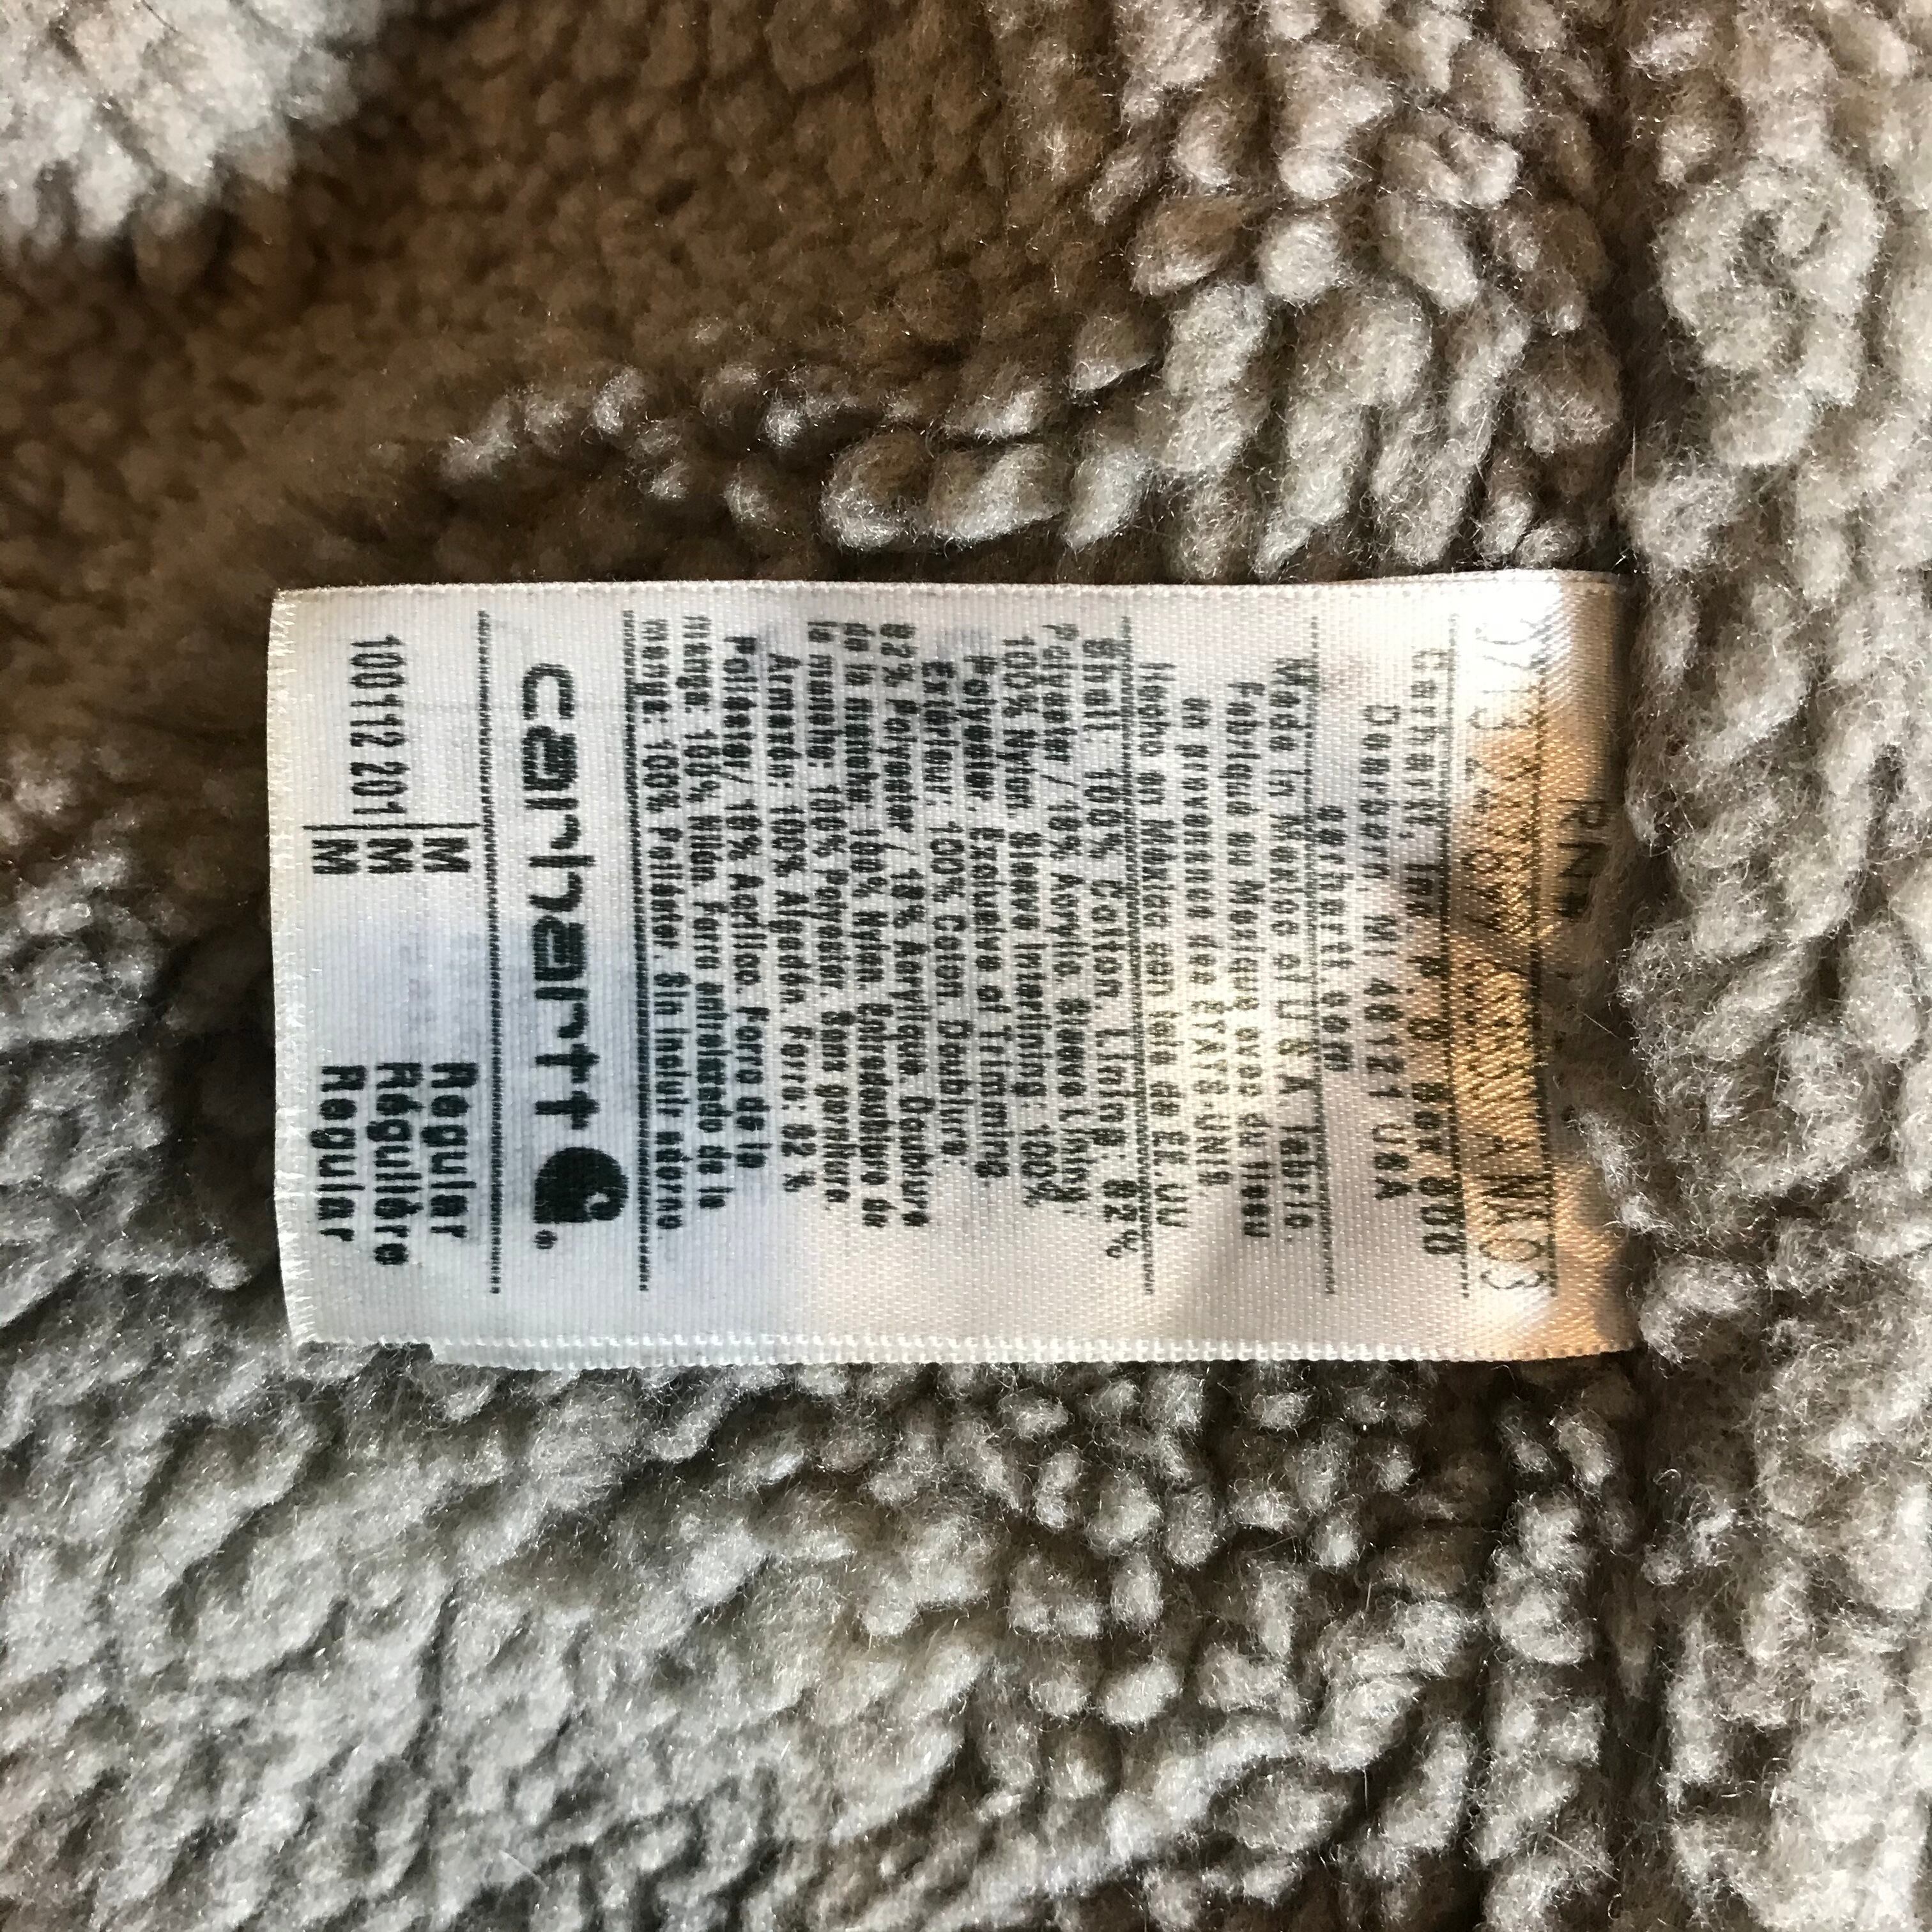 Carhartt, Inc P.O. Box 600
Dearborn MI 48121 USA
carhartt com
Made in Mexico of U S A fabric.
Fabriqué au Mexique avec du tissu
en provenance des ÉTATS-UNIS
Hecho en México con tela de EE.UU
Shell: 100% Cotton. Lining: 82%
Polyester / 18% Acrylic. Sleeve Lining:
100% Nylon. Sleeve Interlining: 100%
Polyester. Exclusive of Trimming
Extérieur: 100% Coton. Doublure:
82% Polyester / 18% Acrylique. Doublure
de la manche: 100% Nylon. Entredoublure de
la manche: 100% Polyester. Sans garniture.
Armazón: 100% Algodón. Forro: 82 %
Poliéster / 18% Acrílico. Forro de la
manga: 100% Nilón. Forro entrelazado de la
manga: 100% Poliéster. Sin incluir adorno.
carhartt
M Regular
1001112 201 M Régulière
M Regular